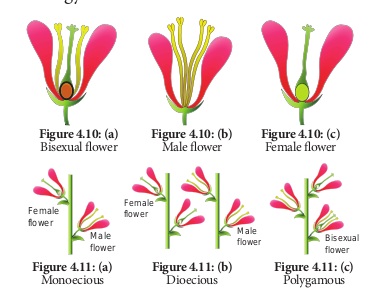 Figure 4.10: (a)
Bisexual flower
Figure 4.10: (b)
Male flower
Figure 4.10: (c)
Female flower
Female
flower
Male
flower
Figure 4.11: (a)
Monoecious
Female
flower
Male
flower
Figure 4.11: (b)
Dioecious
Bisexual
flower
Figure 4.11: (c)
Polygamous